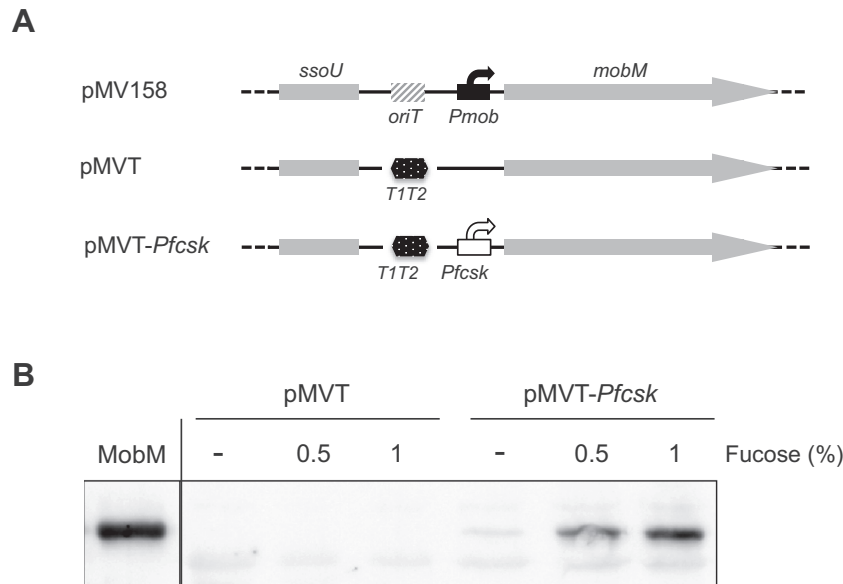 A
ssoU mobM
pMV158
oriT Pmob
pMVT
T1T2
pMVT-Pfcsk
T1T2 Pfcsk
B
pMVT pMVT-Pfcsk
MobM - 0.5 1 - 0.5 1 Fucose (%)